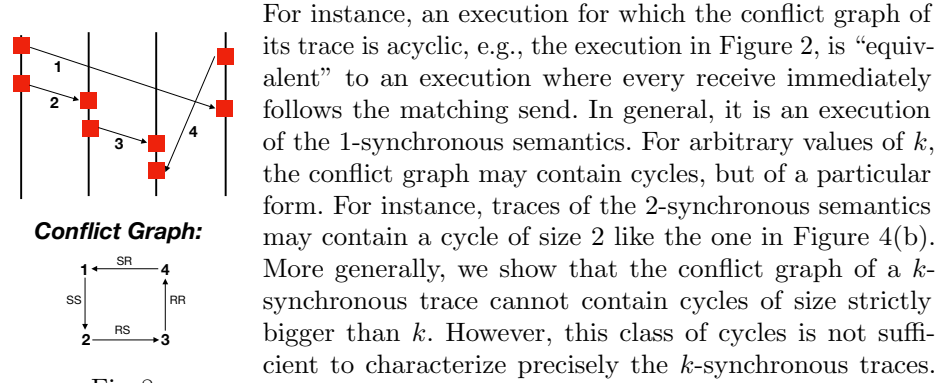 1
2
3
4
Conflict Graph:
SR
1
4
SS
RR
2
RS
3
For instance, an execution for which the conflict graph of
its trace is acyclic, e.g., the execution in Figure 2, is “equiv-
alent” to an execution where every receive immediately
follows the matching send. In general, it is an execution
of the 1-synchronous semantics. For arbitrary values of k,
the conflict graph may contain cycles, but of a particular
form. For instance, traces of the 2-synchronous semantics
may contain a cycle of size 2 like the one in Figure 4(b).
More generally, we show that the conflict graph of a k-
synchronous trace cannot contain cycles of size strictly
bigger than k. However, this class of cycles is not suffi-
cient to characterize precisely the k-synchronous traces.